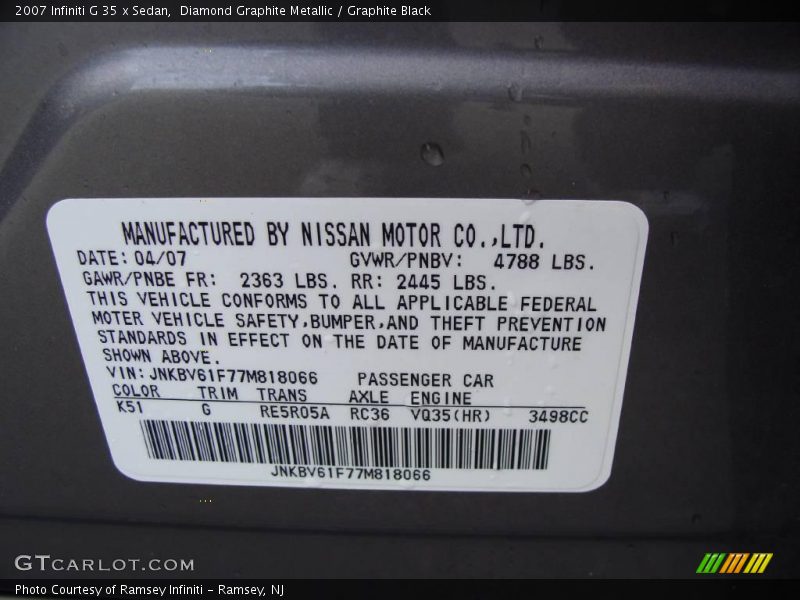 2007 Infiniti G 35 x Sedan,  Diamond Graphite Metallic / Graphite Black
MANUFACTURED BY NISSAN MOTOR CO.,LTD.
DATE: 04/07 GVWR/PNBV: 4788 LBS.
GAWR/PNBE FR: 2363 LBS. RR: 2445 LBS.
THIS VEHICLE CONFORMS TO ALL APPLICABLE FEDERAL
MOTER VEHICLE SAFETY,BUMPER,AND THEFT PREVENTION
STANDARDS IN EFFECT ON THE DATE OF MANUFACTURE
SHOWN ABOVE.
VIN: JNKBV61F77M818066 PASSENGER CAR
COLOR TRIM TRANS AXLE ENGINE
K51 G RE5R05A RC36 VQ35(HR) 3498CC
JNKBV61F77M818066
GTCARLOT.COM
Photo Courtesy of Ramsey Infiniti - Ramsey, NJ